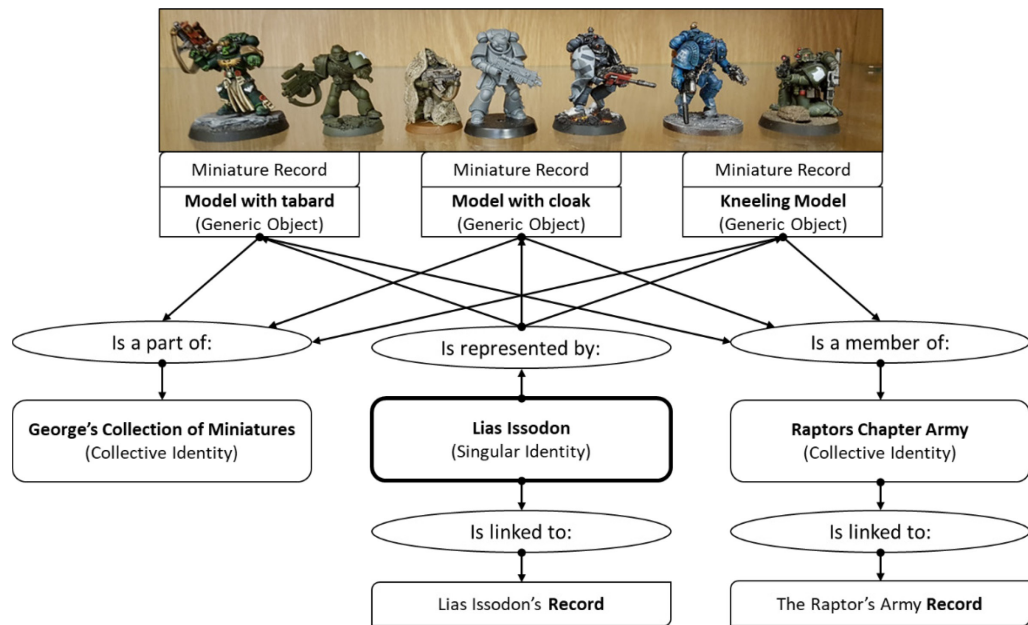 Miniature Record
Model with tabard
(Generic Object)
Miniature Record
Model with cloak
(Generic Object)
Miniature Record
Kneeling Model
(Generic Object)
Is a part of:
Is represented by:
Is a member of:
George's Collection of Miniatures
(Collective Identity)
Lias Issodon
(Singular Identity)
Raptors Chapter Army
(Collective Identity)
Is linked to:
Is linked to:
Lias Issodon's Record
The Raptor's Army Record